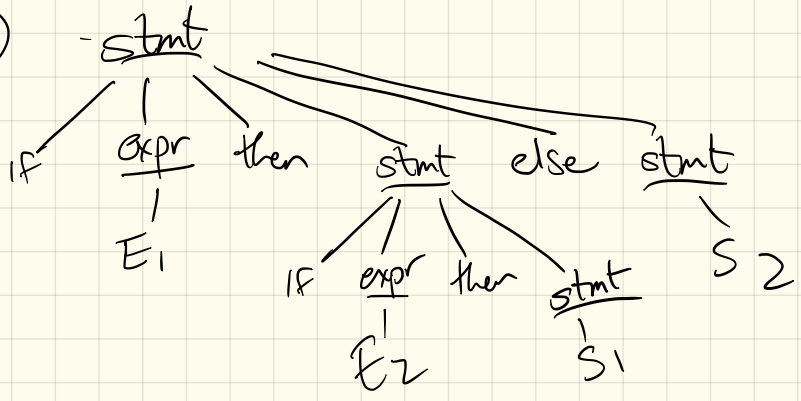 stmt
if expr then stmt else stmt
E1 if expr then stmt S2
E2 S1